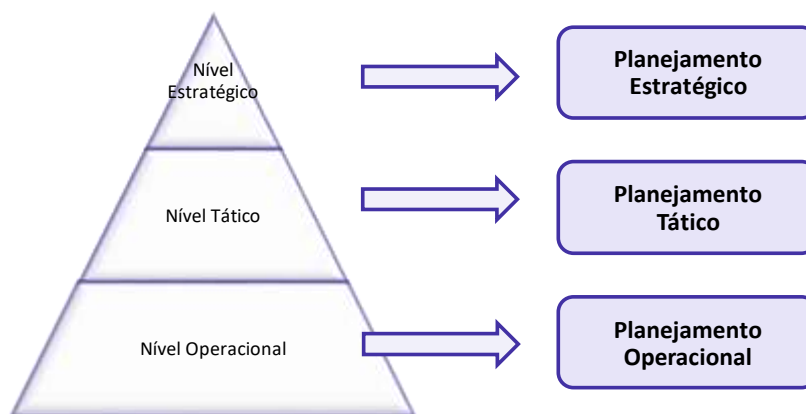 Nível
Estratégico
Planejamento
Estratégico
Nível Tático
Planejamento
Tático
Nível Operacional
Planejamento
Operacional